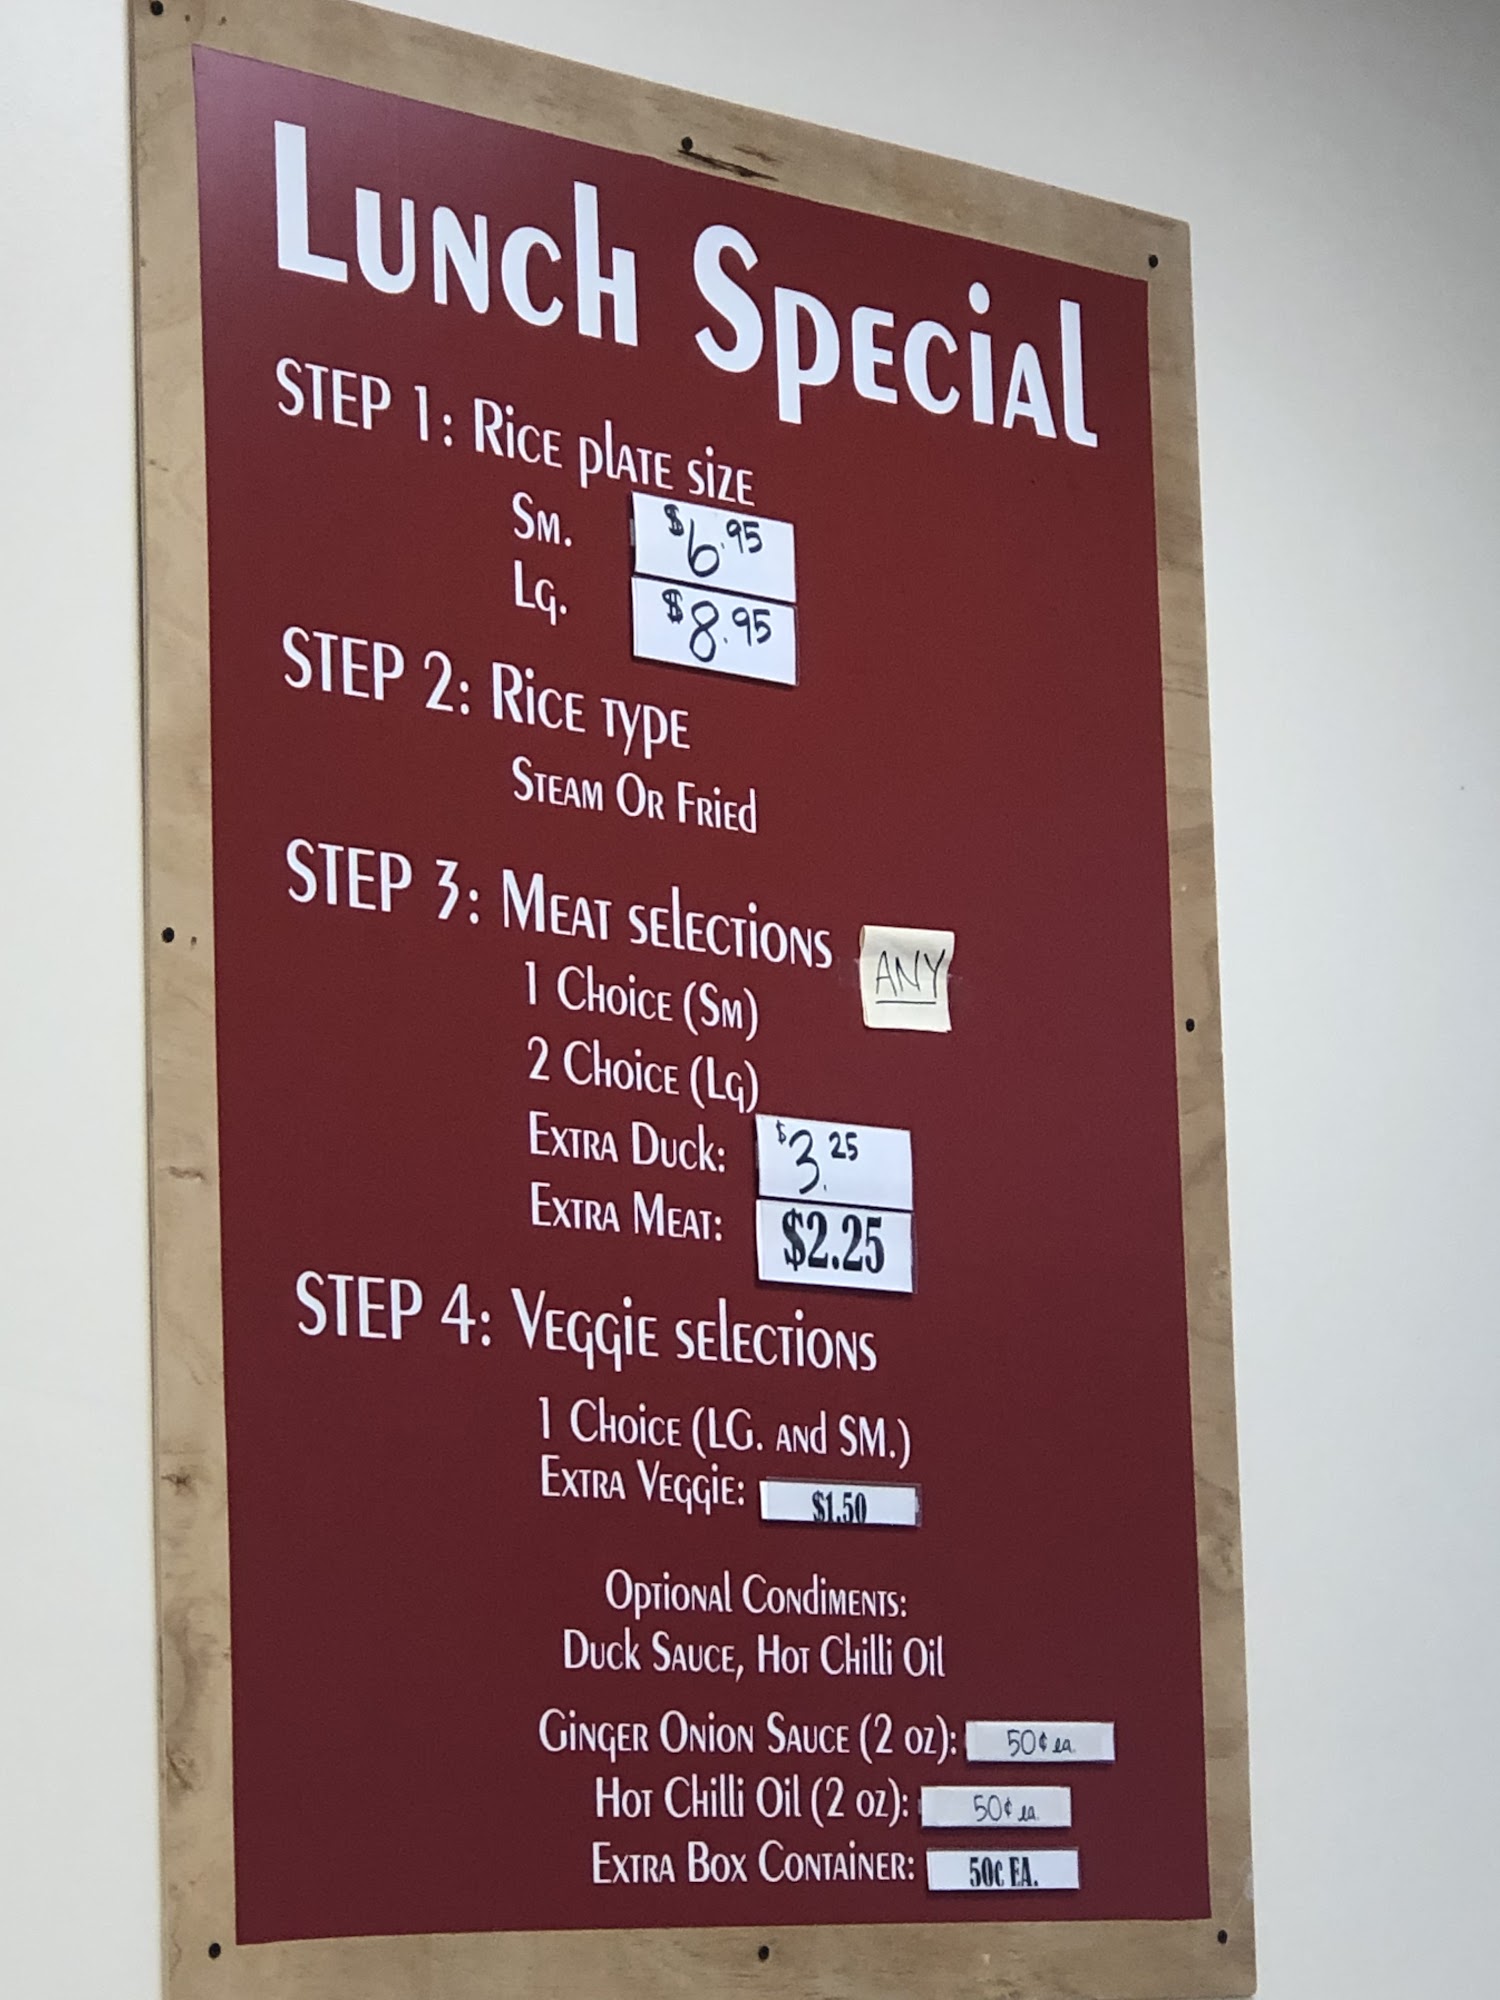 Lunch Special
STEP 1: Rice plate size
Sm. $6.95
Lg. $8.95
STEP 2: Rice type
Steam Or Fried
STEP 3: Meat selections ANY
1 Choice (Sm)
2 Choice (Lg)
Extra Duck: $3.25
Extra Meat: $2.25
STEP 4: Veggie selections
1 Choice (LG. and SM.)
Extra Veggie: $1.50
Optional Condiments:
Duck Sauce, Hot Chilli Oil
Ginger Onion Sauce (2 oz): 50¢ ea.
Hot Chilli Oil (2 oz): 50¢ ea.
Extra Box Container: 50¢ EA.